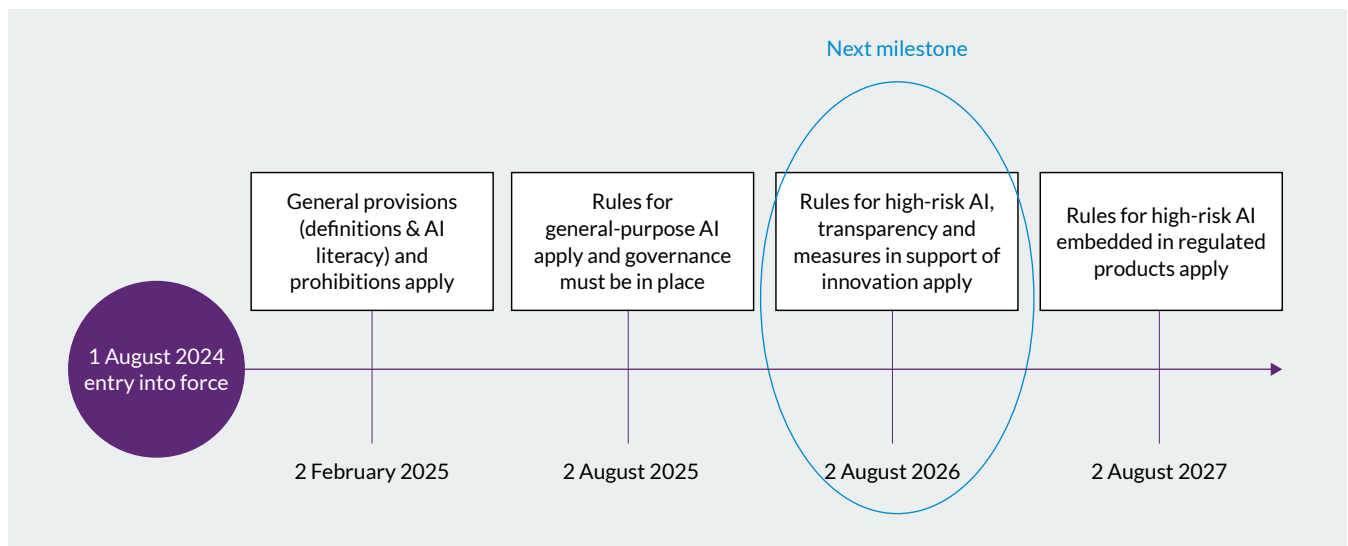 Next milestone
General provisions
(definitions & AI
literacy) and
prohibitions apply
Rules for
general-purpose AI
apply and governance
must be in place
Rules for high-risk AI,
transparency and
measures in support of
innovation apply
Rules for high-risk AI
embedded in regulated
products apply
1 August 2024
entry into force
2 February 2025
2 August 2025
2 August 2026
2 August 2027